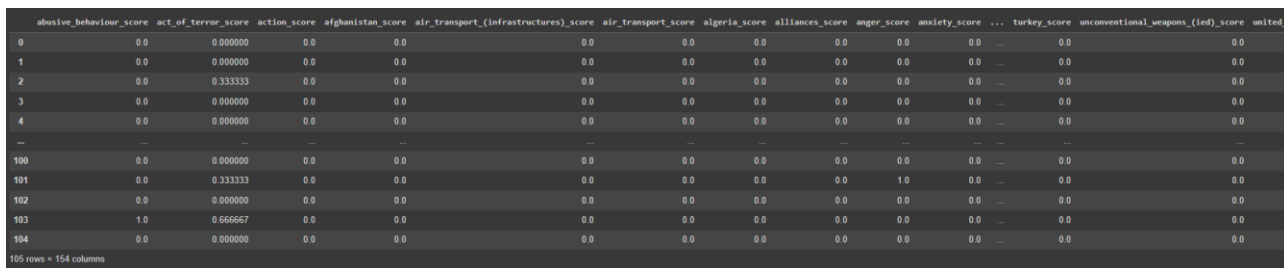 abusive_behaviour_score act_of_terror_score action_score afghanistan_score air_transport_(infrastructures)_score air_transport_score algeria_score alliances_score anger_score anxiety_score ... turkey_score unconventional_weapons_(ied)_score united_
0 0.0 0.000000 0.0 0.0 0.0 0.0 0.0 0.0 0.0 0.0 ... 0.0 0.0
1 0.0 0.000000 0.0 0.0 0.0 0.0 0.0 0.0 0.0 0.0 ... 0.0 0.0
2 0.0 0.333333 0.0 0.0 0.0 0.0 0.0 0.0 0.0 0.0 ... 0.0 0.0
3 0.0 0.000000 0.0 0.0 0.0 0.0 0.0 0.0 0.0 0.0 ... 0.0 0.0
4 0.0 0.000000 0.0 0.0 0.0 0.0 0.0 0.0 0.0 0.0 ... 0.0 0.0
... ... ... ... ... ... ... ... ... ... ... ... ... ...
100 0.0 0.000000 0.0 0.0 0.0 0.0 0.0 0.0 0.0 0.0 ... 0.0 0.0
101 0.0 0.333333 0.0 0.0 0.0 0.0 0.0 0.0 1.0 0.0 ... 0.0 0.0
102 0.0 0.000000 0.0 0.0 0.0 0.0 0.0 0.0 0.0 0.0 ... 0.0 0.0
103 1.0 0.666667 0.0 0.0 0.0 0.0 0.0 0.0 0.0 0.0 ... 0.0 0.0
104 0.0 0.000000 0.0 0.0 0.0 0.0 0.0 0.0 0.0 0.0 ... 0.0 0.0
105 rows × 154 columns